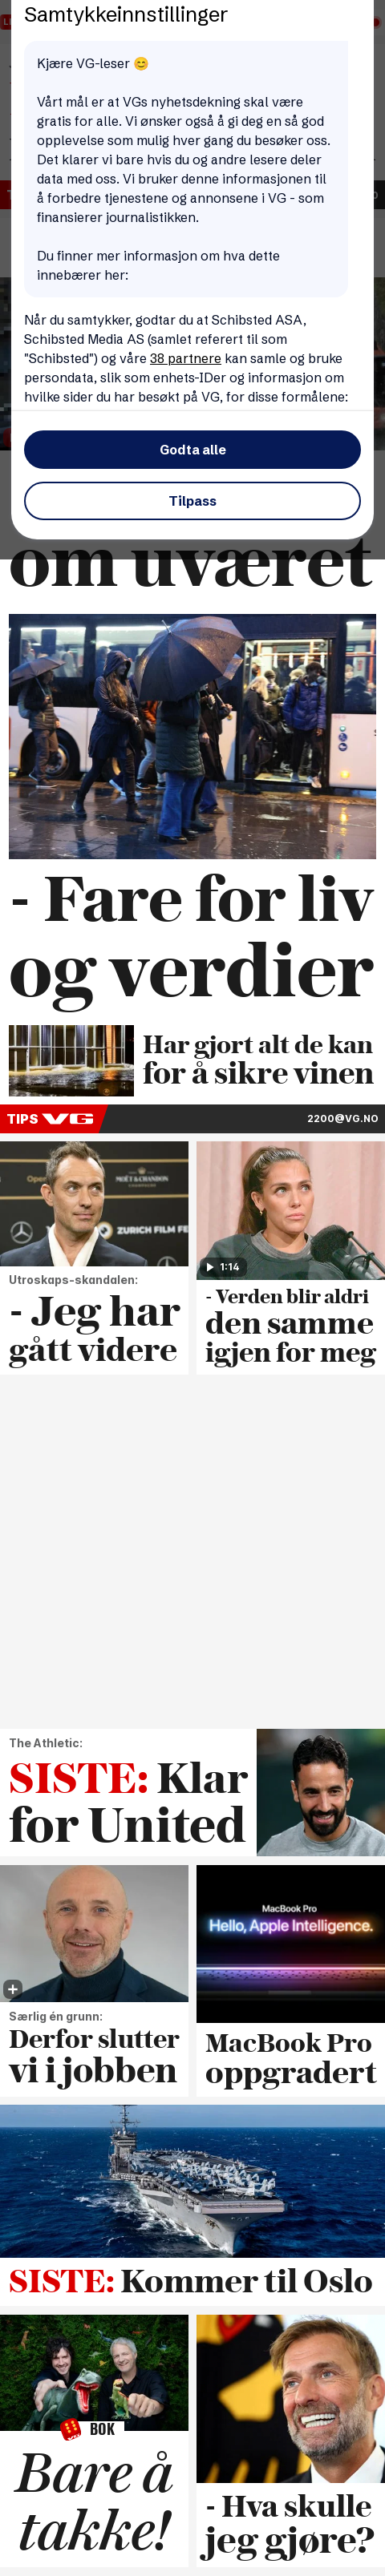 Samtykkeinnstillinger
Kjære VG-leser 😊
Vårt mål er at VGs nyhetsdekning skal være
gratis for alle. Vi ønsker også å gi deg en så god
opplevelse som mulig hver gang du besøker oss.
Det klarer vi bare hvis du og andre lesere deler
data med oss. Vi bruker denne informasjonen til
å forbedre tjenestene og annonsene i VG - som
finansierer journalistikken.
Du finner mer informasjon om hva dette
innebærer her:
Når du samtykker, godtar du at Schibsted ASA,
Schibsted Media AS (samlet referert til som
"Schibsted") og våre 38 partnere kan samle og bruke
persondata, slik som enhets-IDer og informasjon om
hvilke sider du har besøkt på VG, for disse formålene:
Godta alle
Tilpass
om uværet
- Fare for liv
og verdier
Har gjort alt de kan
for å sikre vinen
TIPS VG
2200@VG.NO
MOËT & CHANDON
ZURICH FILM FE
Utroskaps-skandalen:
- Jeg har
gått videre
1:14
- Verden blir aldri
den samme
igjen for meg
The Athletic:
SISTE: Klar
for United
Særlig én grunn:
Derfor slutter
vi i jobben
MacBook Pro
Hello, Apple Intelligence.
MacBook Pro
oppgradert
SISTE: Kommer til Oslo
BOK
Bare å
takke!
- Hva skulle
jeg gjøre?